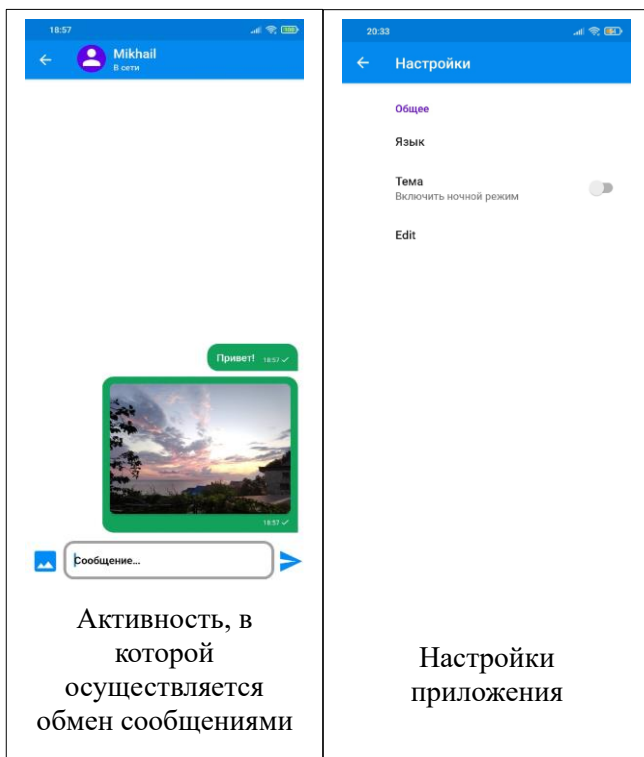 18:57
Mikhail
В сети
Привет! 18:57
18:57
Сообщение...
Активность, в
которой
осуществляется
обмен сообщениями
20:33
Настройки
Общее
Язык
Тема
Включить ночной режим
Edit
Настройки
приложения